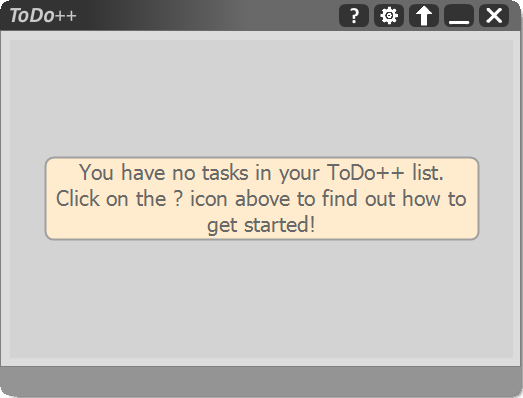 ToDo++
?
You have no tasks in your ToDo++ list.
Click on the ? icon above to find out how to
get started!